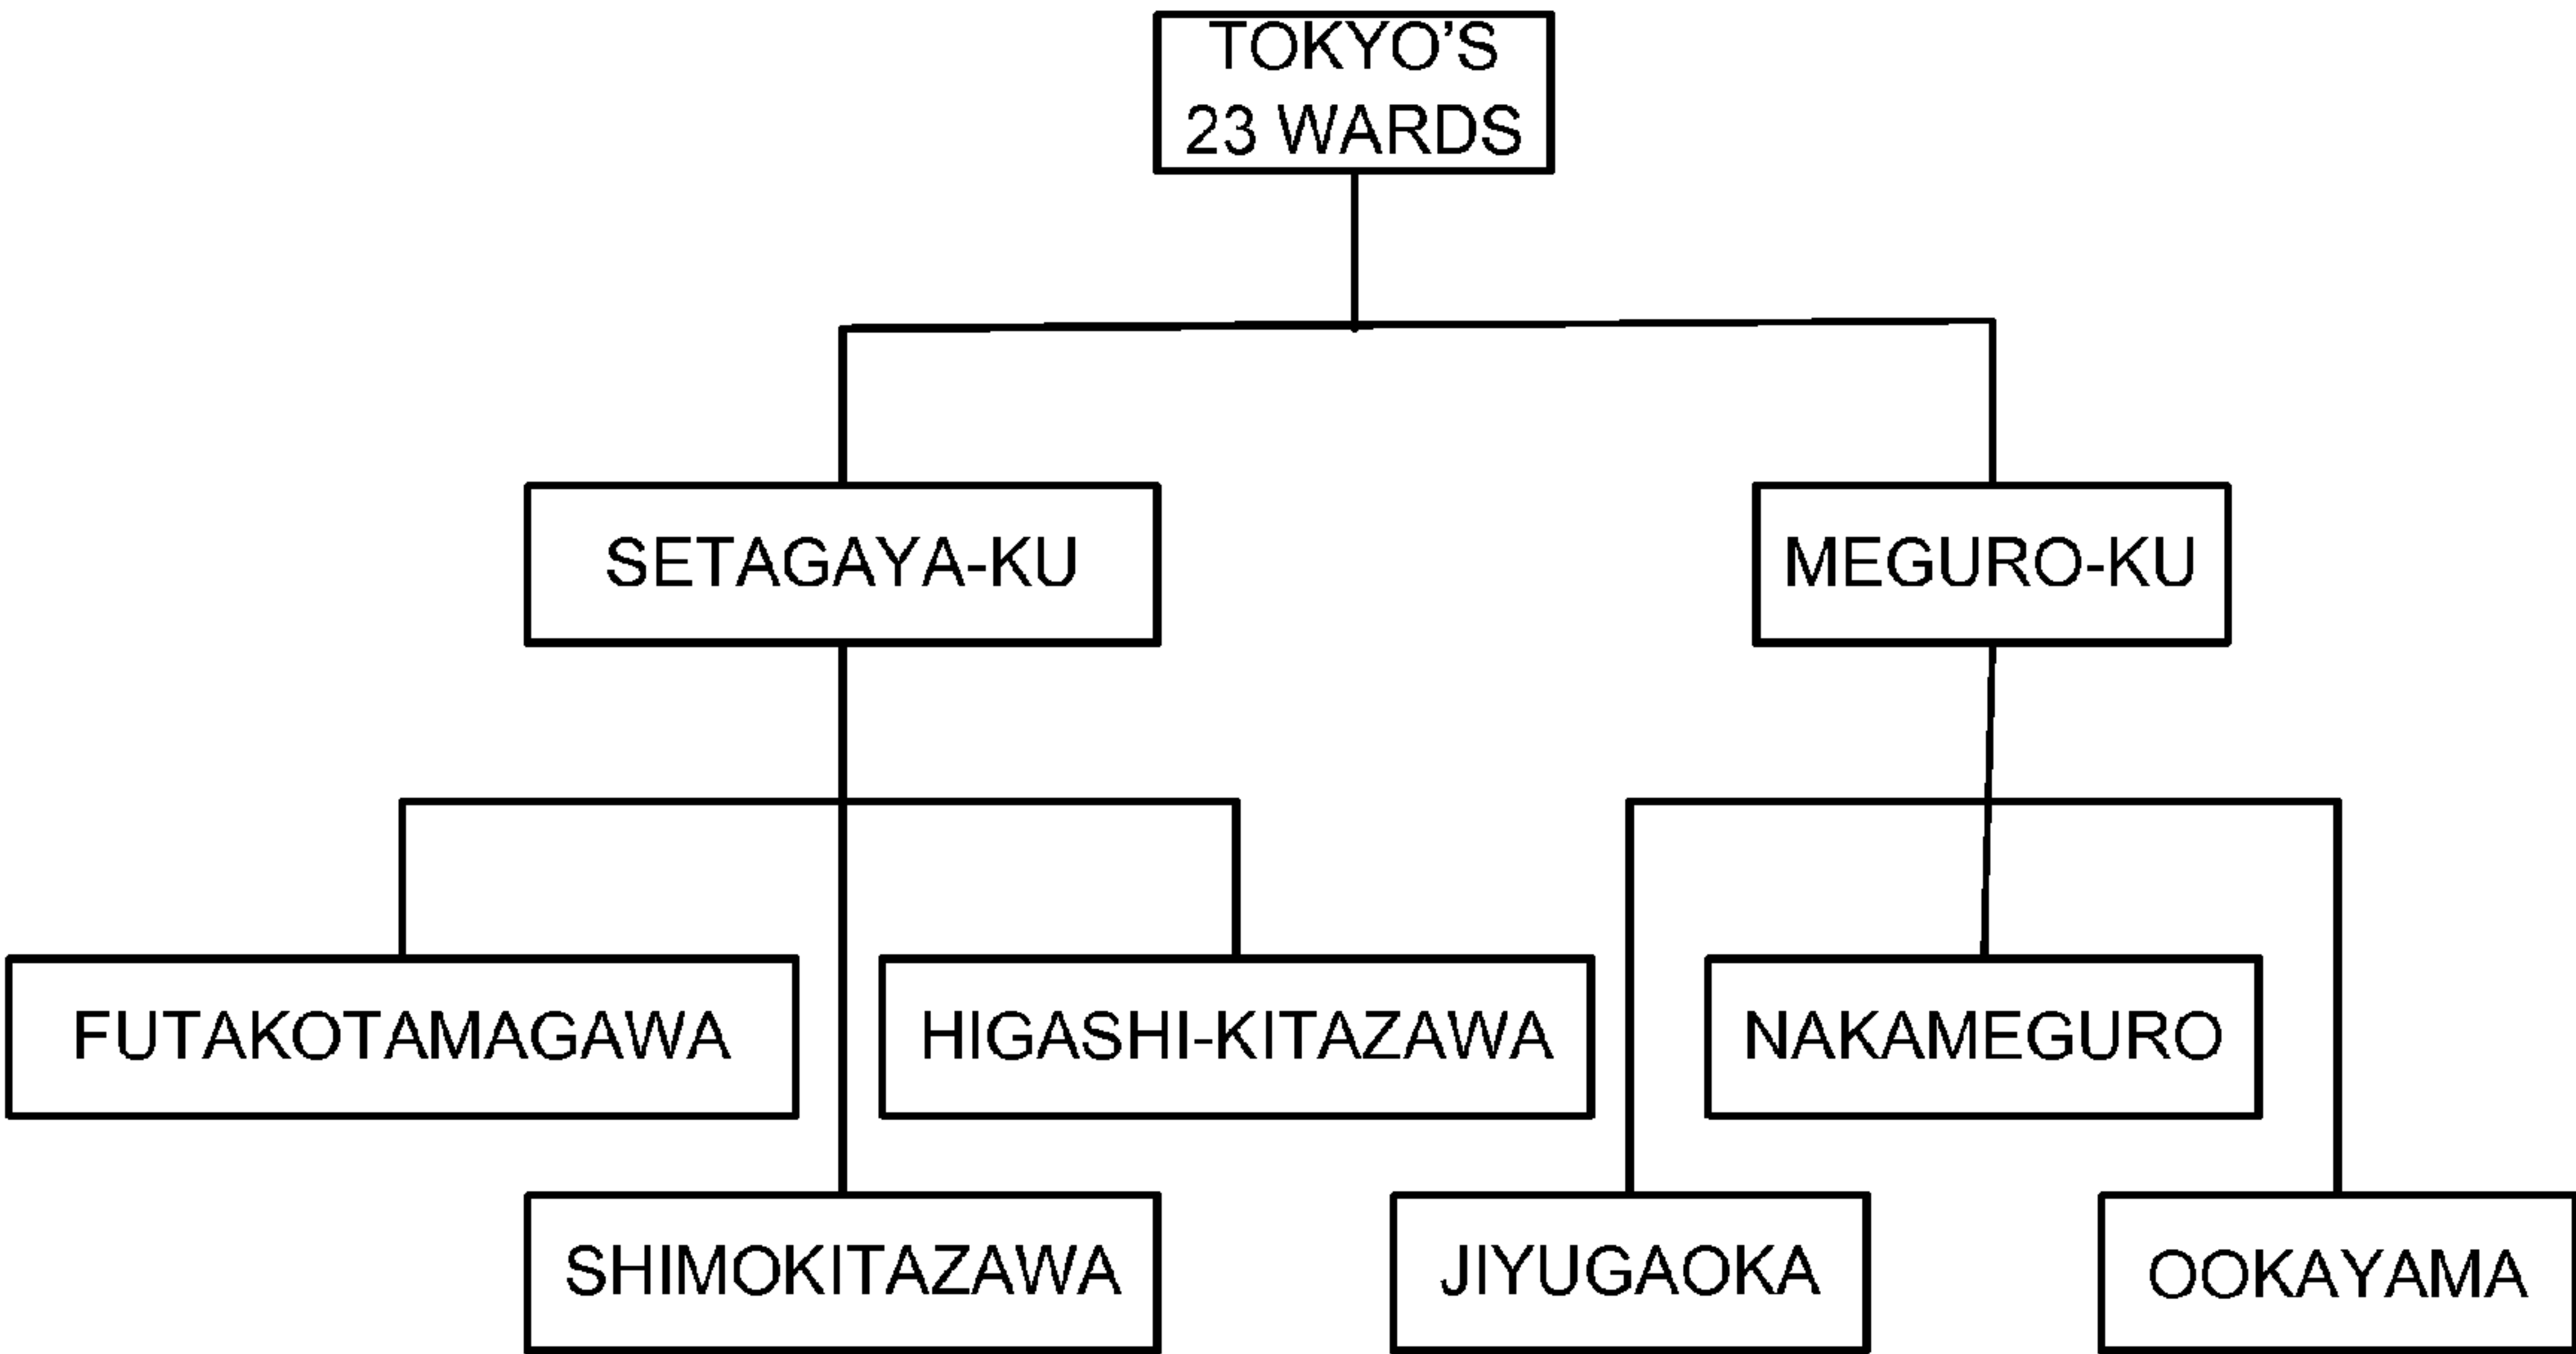 TOKYO’S
23 WARDS
SETAGAYA-KU
MEGURO-KU
FUTAKOTAMAGAWA
HIGASHI-KITAZAWA
NAKAMEGURO
SHIMOKITAZAWA
JIYUGAOKA
OOKAYAMA